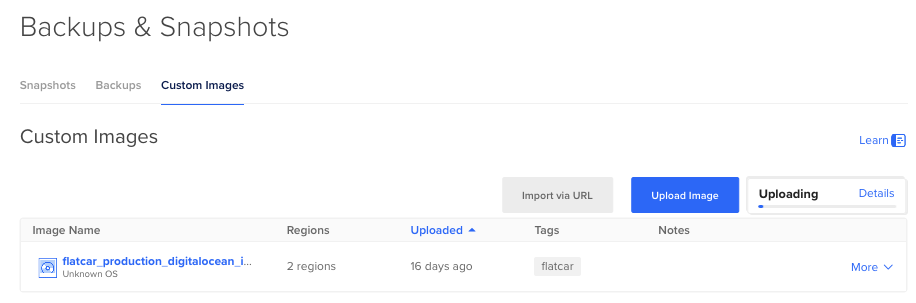 Backups & Snapshots
Snapshots Backups Custom Images
Custom Images
Learn
Import via URL Upload Image Uploading Details
Image Name Regions Uploaded Tags Notes
flatcar_production_digitalocean_i...
Unknown OS
2 regions 16 days ago flatcar More